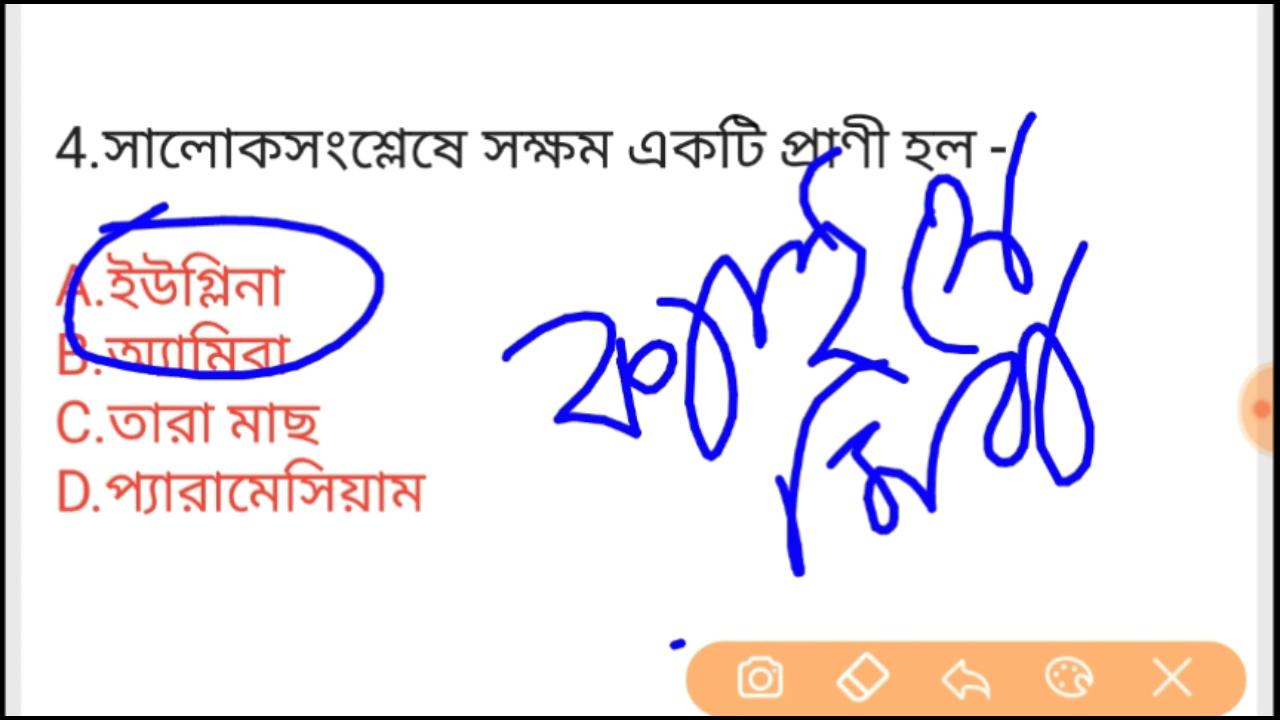 4.সালোকসংশ্লেষে সক্ষম একটি প্রাণী হল -
A.ইউগ্লিনা
B.অ্যামিবা
C.তারা মাছ
D.প্যারামেসিয়াম